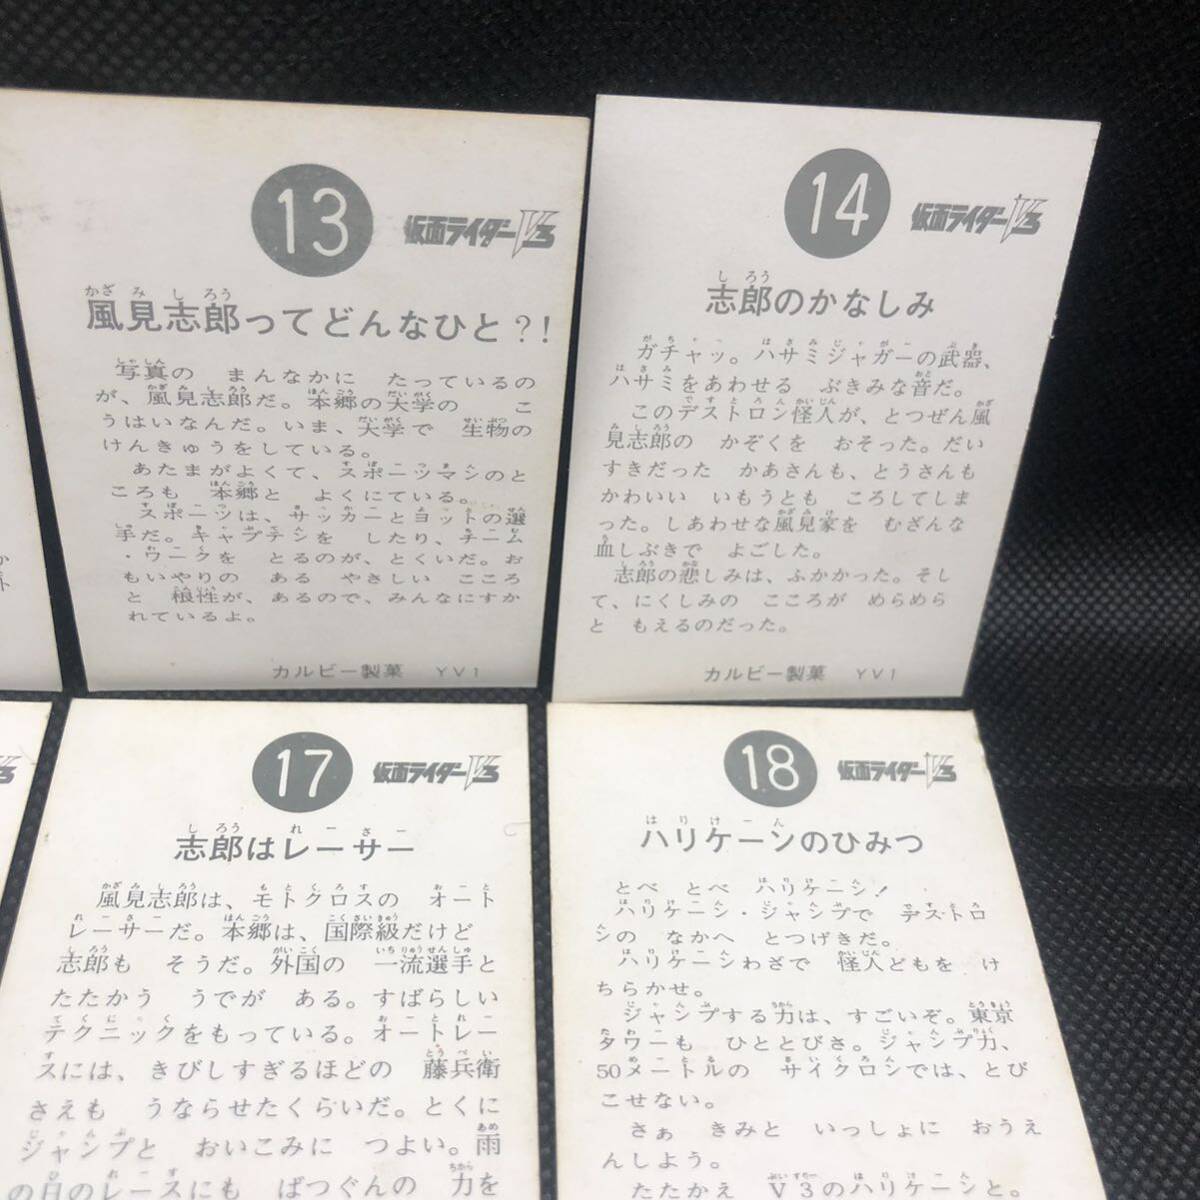 13
仮面ライダーV3
風見志郎ってどんなひと?!
写真の まんなかに たっているの
が、風見志郎だ。本郷の大学の こ
うはいなんだ。いま、大学で 生物の
けんきゅうをしている。
あたまがよくて、スポーツマンのと
ころも 本郷と よくにている。
スポーツは、サッカーとヨットの選
手だ。キャプテンを したり、チーム
・ワークを とるのが、とくいだ。お
もいやりの ある やさしい こころ
と 根性が、あるので、みんなにすか
れているよ。
カルビー製菓 YV1
14
仮面ライダーV3
志郎のかなしみ
ガチャッ。ハサミジャガーの武器、
ハサミをあわせる ぶきみな音だ。
このデストロン怪人が、とつぜん風
見志郎の かぞくを おそった。だい
すきだった かあさんも、とうさんも
かわいい いもうとも ころしてしま
った。しあわせな風見家を むざんな
血しぶきで よごした。
志郎の悲しみは、ふかかった。そし
て、にくしみの こころが めらめら
と もえるのだった。
カルビー製菓 YV1
17
仮面ライダーV3
志郎はレーサー
風見志郎は、モトクロスの オート
レーサーだ。本郷は、国際級だけど
志郎も そうだ。外国の 一流選手と
たたかう うでが ある。すばらしい
テクニックをもっている。オートレー
スには、きびしすぎるほどの 藤兵衛
さえも うならせたくらいだ。とくに
ジャンプと おいこみに つよい。雨
の日のレースにも ばつぐんの 力を
18
仮面ライダーV3
ハリケーンのひみつ
とべ とべ ハリケーン!
ハリケーン・ジャンプで デストロ
ンの なかへ とつげきだ。
ハリケーンわざで 怪人どもを け
ちらかせ。
ジャンプする力は、すごいぞ。東京
タワーも ひととびさ。ジャンプ力、
50メートルの サイクロンでは、とび
こせない。
さぁ きみと いっしょに おうえ
んしよう。
たたかえ V3のハリケーンと。